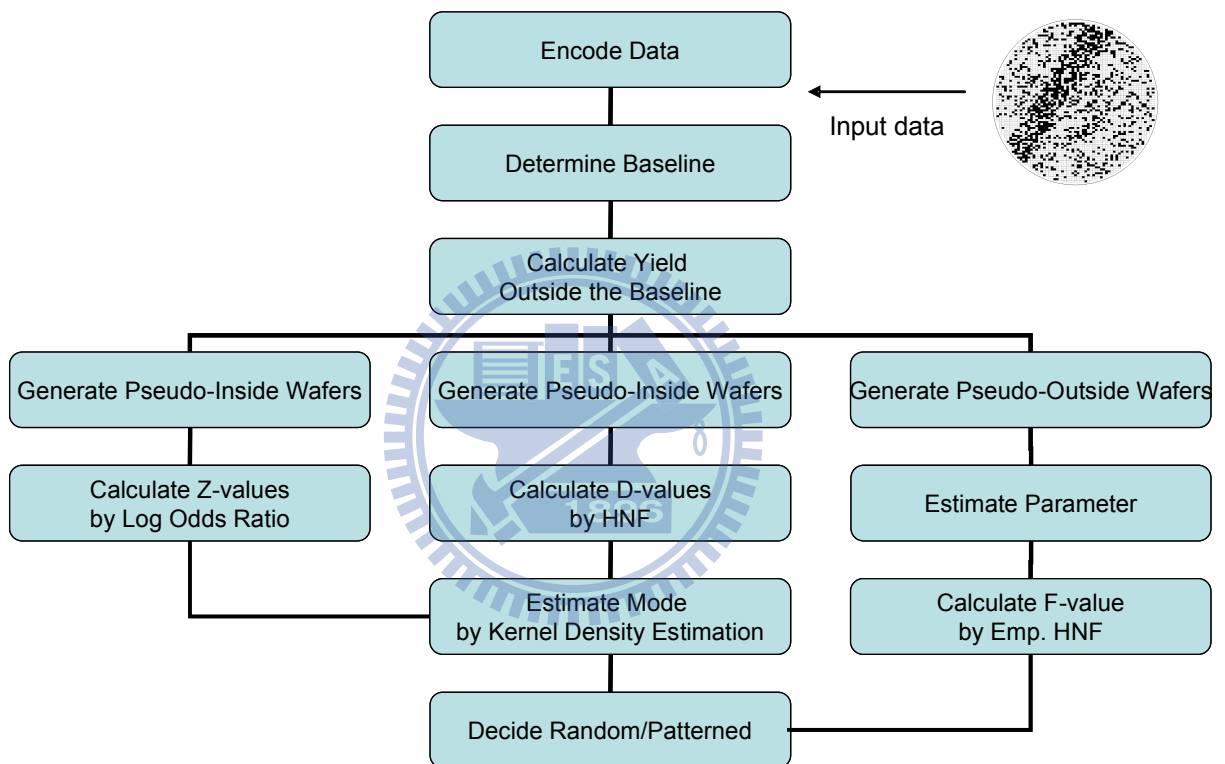 Encode Data
Input data
Determine Baseline
Calculate Yield
Outside the Baseline
Generate Pseudo-Inside Wafers
Generate Pseudo-Inside Wafers
Generate Pseudo-Outside Wafers
Calculate Z-values
by Log Odds Ratio
Calculate D-values
by HNF
Estimate Parameter
Estimate Mode
by Kernel Density Estimation
Calculate F-value
by Emp. HNF
Decide Random/Patterned
E S A
1896